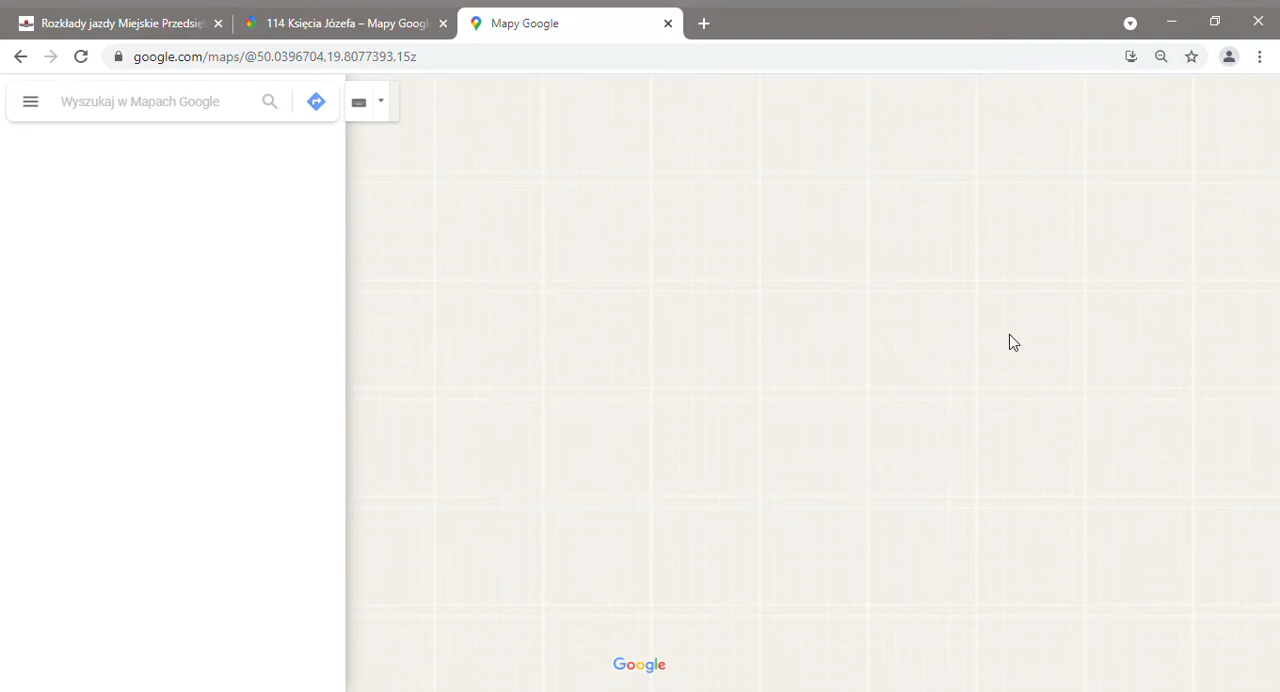 Rozkłady jazdy Miejskie Przedsię
114 Księcia Józefa – Mapy Googl
Mapy Google
google.com/maps/@50.0396704,19.8077393,15z
Wyszukaj w Mapach Google
Google